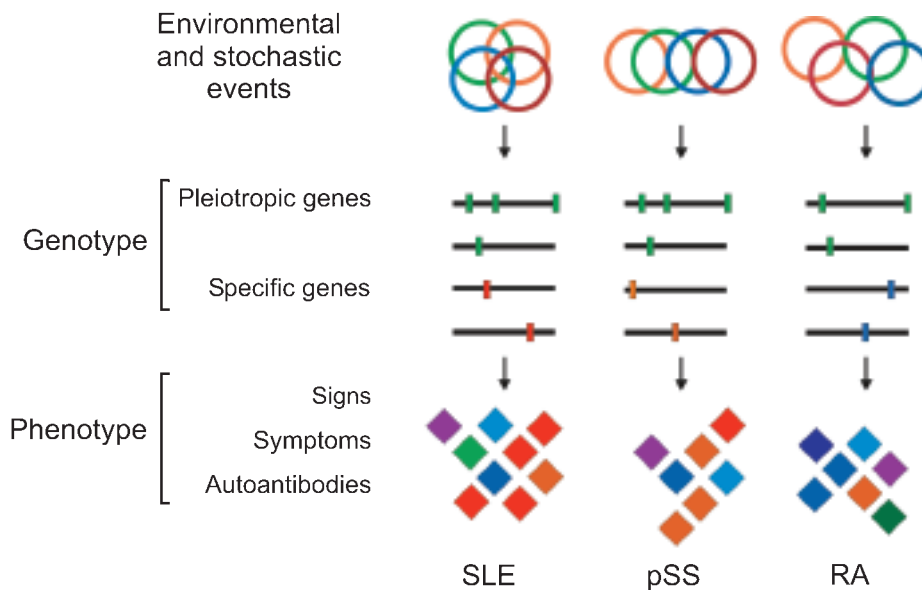 Environmental
and stochastic
events
Pleiotropic genes
Genotype
Specific genes
Signs
Phenotype
Symptoms
Autoantibodies
SLE pSS RA